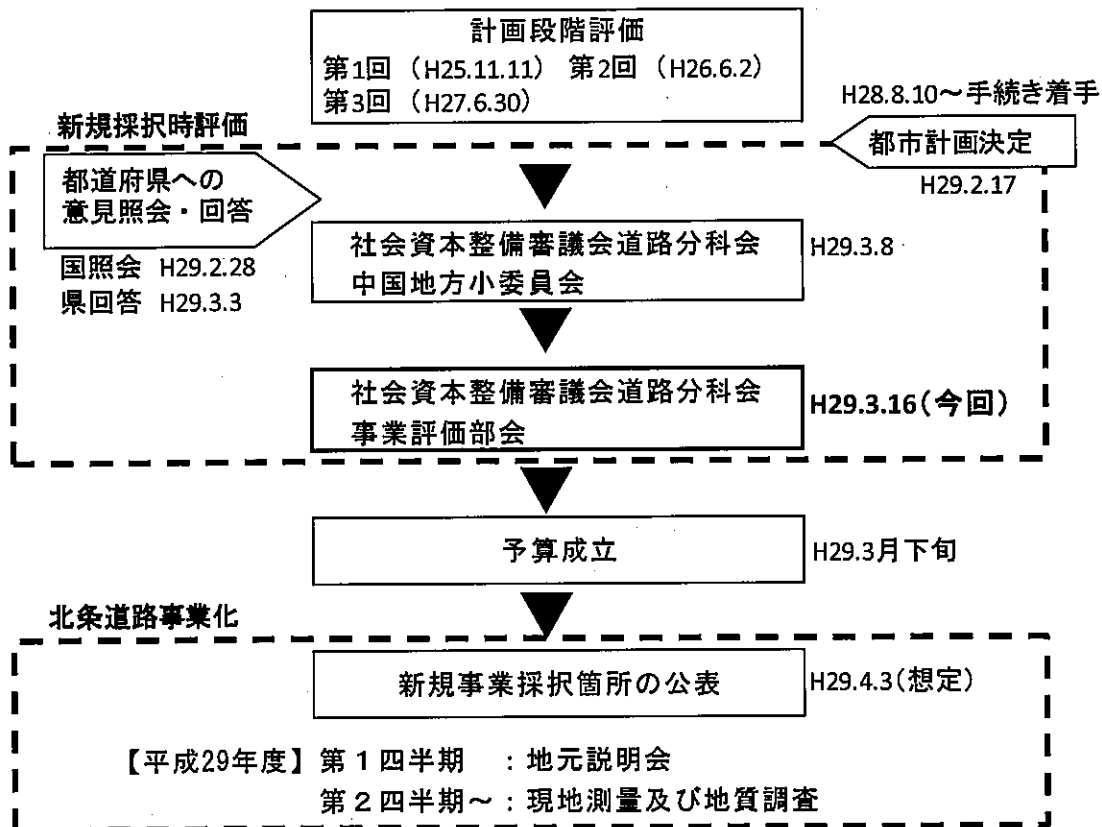 計画段階評価
第1回（H25.11.11） 第2回（H26.6.2）
第3回（H27.6.30）
H28.8.10～手続き着手
新規採択時評価
都市計画決定
H29.2.17
都道府県への
意見照会・回答
国照会 H29.2.28
県回答 H29.3.3
社会資本整備審議会道路分科会
中国地方小委員会
H29.3.8
社会資本整備審議会道路分科会
事業評価部会
H29.3.16（今回）
予算成立
H29.3月下旬
北条道路事業化
新規事業採択箇所の公表
H29.4.3（想定）
【平成29年度】第１四半期 ：地元説明会
第２四半期～：現地測量及び地質調査